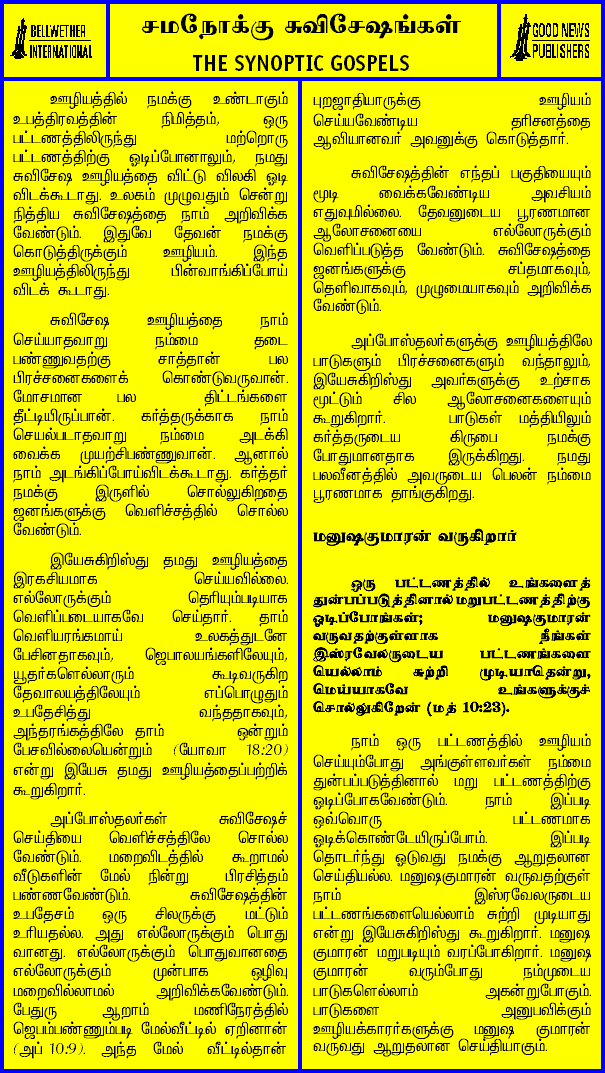 BELLWETHER
INTERNATIONAL
சமநோக்கு சுவிசேஷங்கள்
THE SYNOPTIC GOSPELS
GOOD NEWS
PUBLISHERS
ஊழியத்தில் நமக்கு உண்டாகும்
உபத்திரவத்தின் நிமித்தம், ஒரு
பட்டணத்திலிருந்து மற்றொரு
பட்டணத்திற்கு ஓடிப்போனாலும், நமது
சுவிசேஷ ஊழியத்தை விட்டு விலகி ஓடி
விடக்கூடாது. உலகம் முழுவதும் சென்று
நித்திய சுவிசேஷத்தை நாம் அறிவிக்க
வேண்டும். இதுவே தேவன் நமக்கு
கொடுத்திருக்கும் ஊழியம். இந்த
ஊழியத்திலிருந்து பின்வாங்கிப்போய்
விடக் கூடாது.
சுவிசேஷ ஊழியத்தை நாம்
செய்யாதவாறு நம்மை தடை
பண்ணுவதற்கு சாத்தான் பல
பிரச்சனைகளைக் கொண்டுவருவான்.
மோசமான பல திட்டங்களை
தீட்டியிருப்பான். கர்த்தருக்காக நாம்
செயல்படாதவாறு நம்மை அடக்கி
வைக்க முயற்சிபண்ணுவான். ஆனால்
நாம் அடங்கிப்போய்விடக்கூடாது. கர்த்தர்
நமக்கு இருளில் சொல்லுகிறதை
ஜனங்களுக்கு வெளிச்சத்தில் சொல்ல
வேண்டும்.
இயேசுகிறிஸ்து தமது ஊழியத்தை
இரகசியமாக செய்யவில்லை.
எல்லோருக்கும் தெரியும்படியாக
வெளிப்படையாகவே செய்தார். தாம்
வெளியரங்கமாய் உலகத்துடனே
பேசினதாகவும், ஜெபாலயங்களிலேயும்,
யூதர்களெல்லாரும் கூடிவருகிற
தேவாலயத்திலேயும் எப்பொழுதும்
உபதேசித்து வந்ததாகவும்,
அந்தரங்கத்திலே தாம் ஒன்றும்
பேசவில்லையென்றும் (யோவா 18:20)
என்று இயேசு தமது ஊழியத்தைப்பற்றிக்
கூறுகிறார்.
அப்போஸ்தலர்கள் சுவிசேஷச்
செய்தியை வெளிச்சத்திலே சொல்ல
வேண்டும். மறைவிடத்தில் கூறாமல்
வீடுகளின் மேல் நின்று பிரசித்தம்
பண்ணவேண்டும். சுவிசேஷத்தின்
உபதேசம் ஒரு சிலருக்கு மட்டும்
உரியதல்ல. அது எல்லோருக்கும் பொது
வானது. எல்லோருக்கும் பொதுவானதை
எல்லோருக்கும் முன்பாக ஒழிவு
மறைவில்லாமல் அறிவிக்கவேண்டும்.
பேதுரு ஆறாம் மணிநேரத்தில்
ஜெபம்பண்ணும்படி மேல்வீட்டில் ஏறினான்
(அப் 10:9). அந்த மேல் வீட்டில்தான்
புறஜாதியாருக்கு ஊழியம்
செய்யவேண்டிய தரிசனத்தை
ஆவியானவர் அவனுக்கு கொடுத்தார்.
சுவிசேஷத்தின் எந்தப் பகுதியையும்
மூடி வைக்கவேண்டிய அவசியம்
எதுவுமில்லை. தேவனுடைய பூரணமான
ஆலோசனையை எல்லோருக்கும்
வெளிப்படுத்த வேண்டும். சுவிசேஷத்தை
ஜனங்களுக்கு சப்தமாகவும்,
தெளிவாகவும், முழுமையாகவும் அறிவிக்க
வேண்டும்.
அப்போஸ்தலர்களுக்கு ஊழியத்திலே
பாடுகளும் பிரச்சனைகளும் வந்தாலும்,
இயேசுகிறிஸ்து அவர்களுக்கு உற்சாக
மூட்டும் சில ஆலோசனைகளையும்
கூறுகிறார். பாடுகள் மத்தியிலும்
கர்த்தருடைய கிருபை நமக்கு
போதுமானதாக இருக்கிறது. நமது
பலவீனத்தில் அவருடைய பெலன் நம்மை
பூரணமாக தாங்குகிறது.
மனுஷகுமாரன் வருகிறார்
ஒரு பட்டணத்தில் உங்களைத்
துன்பப்படுத்தினால் மறுபட்டணத்திற்கு
ஓடிப்போங்கள்; மனுஷகுமாரன்
வருவதற்குள்ளாக நீங்கள்
இஸ்ரவேலருடைய பட்டணங்களை
யெல்லாம் சுற்றி முடியாதென்று,
மெய்யாகவே உங்களுக்குச்
சொல்லுகிறேன் (மத் 10:23).
நாம் ஒரு பட்டணத்தில் ஊழியம்
செய்யும்போது அங்குள்ளவர்கள் நம்மை
துன்பப்படுத்தினால் மறு பட்டணத்திற்கு
ஓடிப்போகவேண்டும். நாம் இப்படி
ஒவ்வொரு பட்டணமாக
ஓடிக்கொண்டேயிருப்போம். இப்படி
தொடர்ந்து ஓடுவது நமக்கு ஆறுதலான
செய்தியல்ல. மனுஷகுமாரன் வருவதற்குள்
நாம் இஸ்ரவேலருடைய
பட்டணங்களையெல்லாம் சுற்றி முடியாது
என்று இயேசுகிறிஸ்து கூறுகிறார். மனுஷ
குமாரன் மறுபடியும் வரப்போகிறார். மனுஷ
குமாரன் வரும்போது நம்முடைய
பாடுகளெல்லாம் அகன்றுபோகும்.
பாடுகளை அனுபவிக்கும்
ஊழியக்காரர்களுக்கு மனுஷ குமாரன்
வருவது ஆறுதலான செய்தியாகும்.